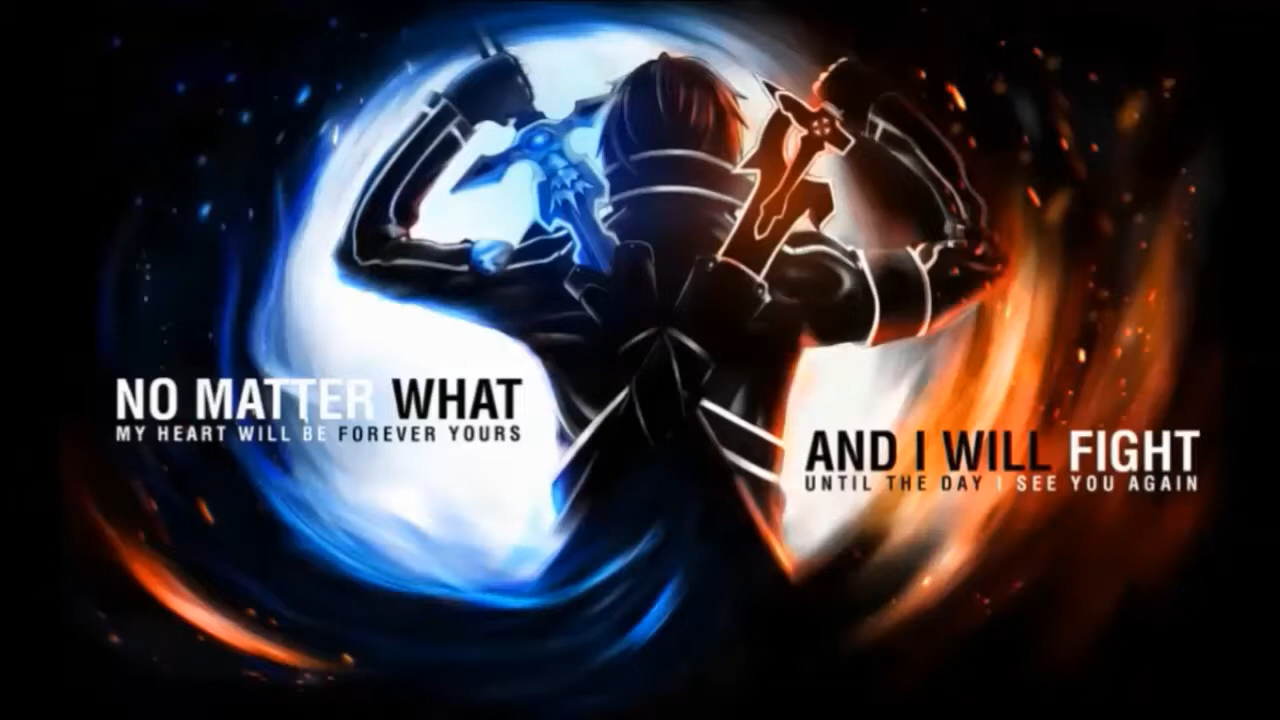 NO MATTER WHAT
MY HEART WILL BE FOREVER YOURS
AND I WILL FIGHT
UNTIL THE DAY I SEE YOU AGAIN